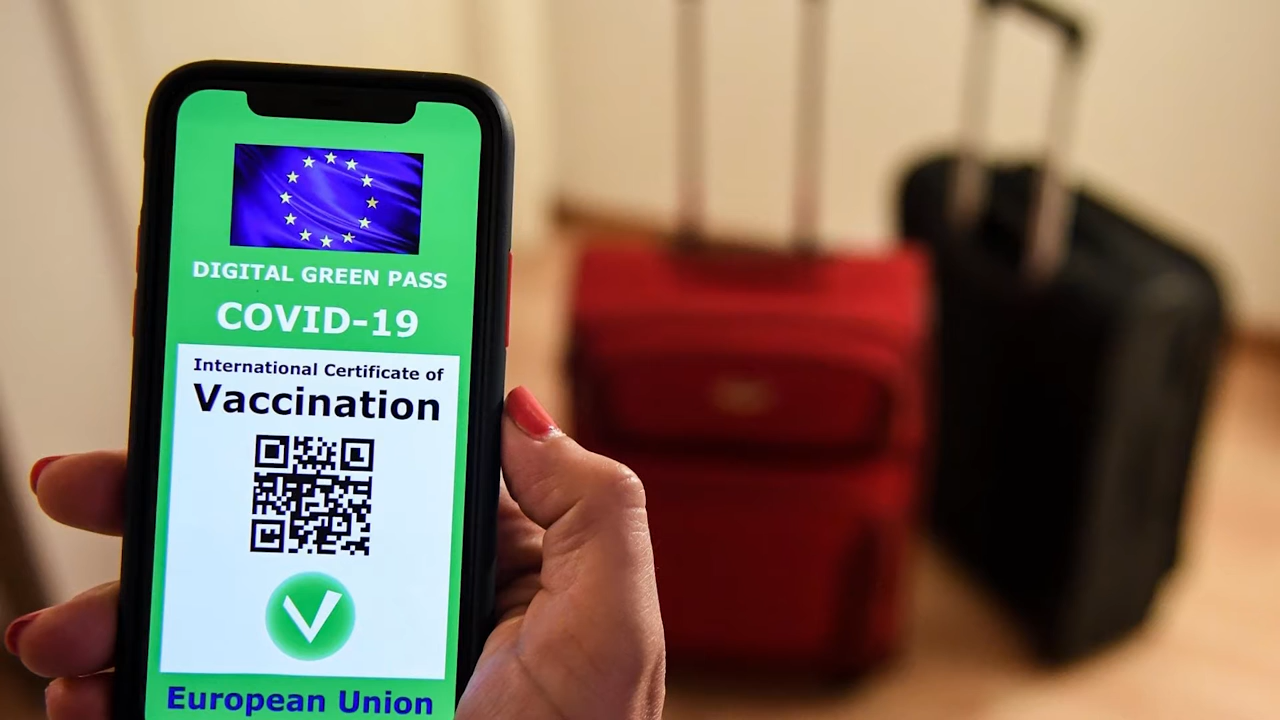 DIGITAL GREEN PASS
COVID-19
International Certificate of
Vaccination
European Union